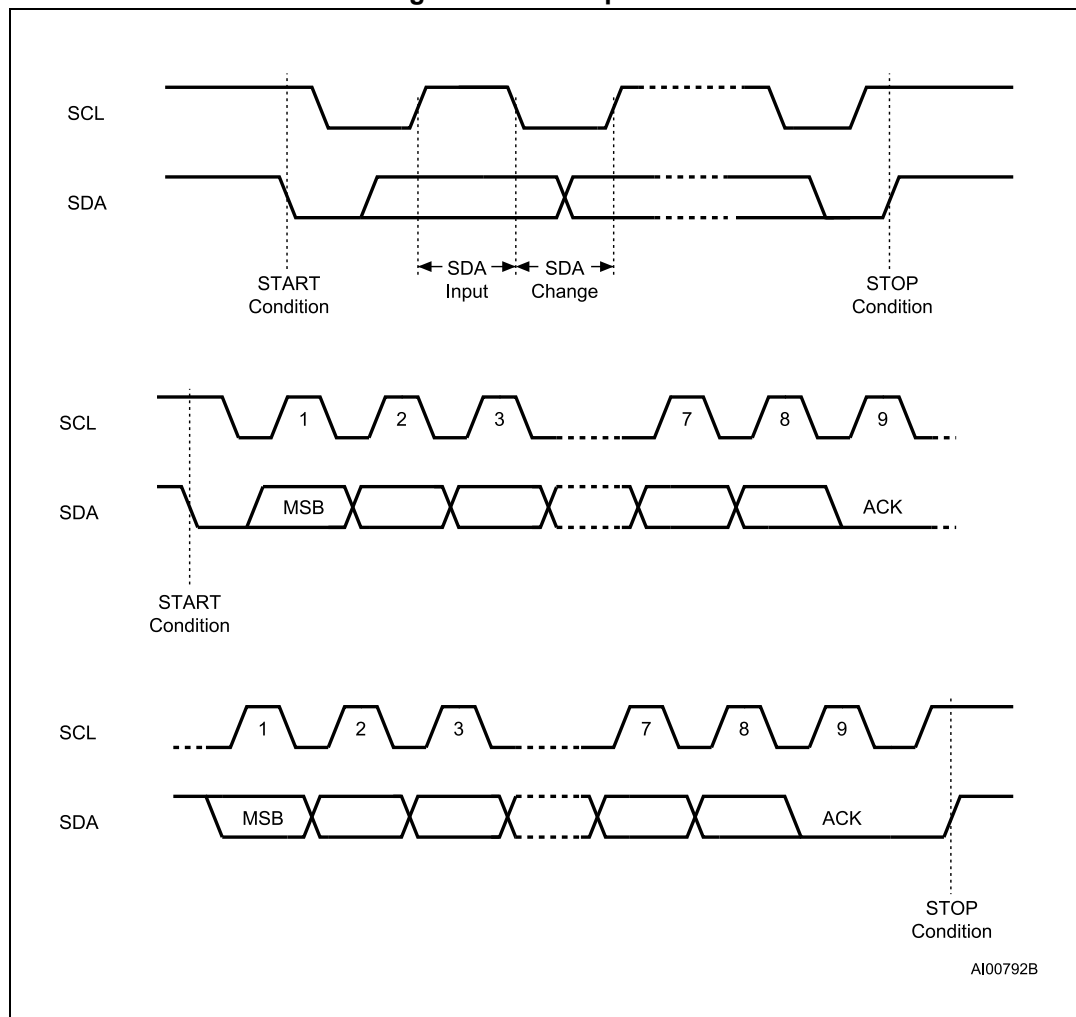 SCL
SDA
SDA
Input
SDA
Change
START
Condition
STOP
Condition
SCL
1 2 3 7 8 9
SDA
MSB
ACK
START
Condition
SCL
1 2 3 7 8 9
SDA
MSB
ACK
STOP
Condition
AI00792B